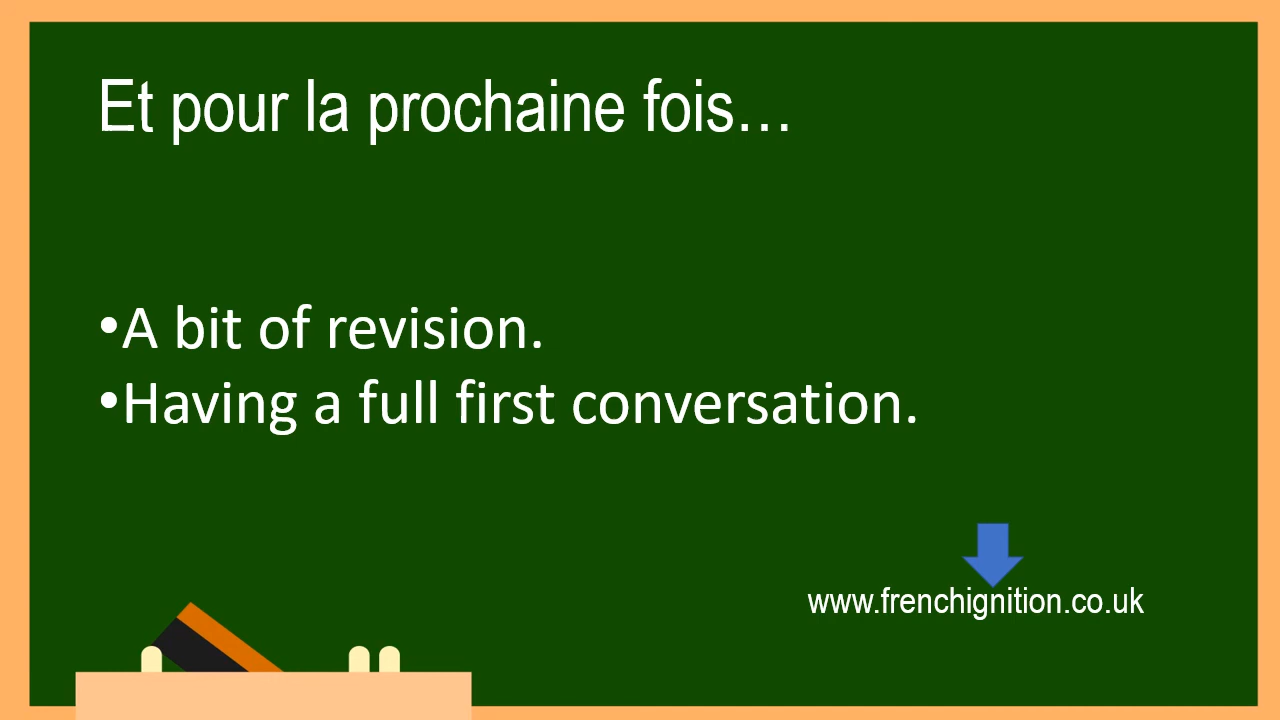 Et pour la prochaine fois…
•A bit of revision.
•Having a full first conversation.
www.frenchignition.co.uk